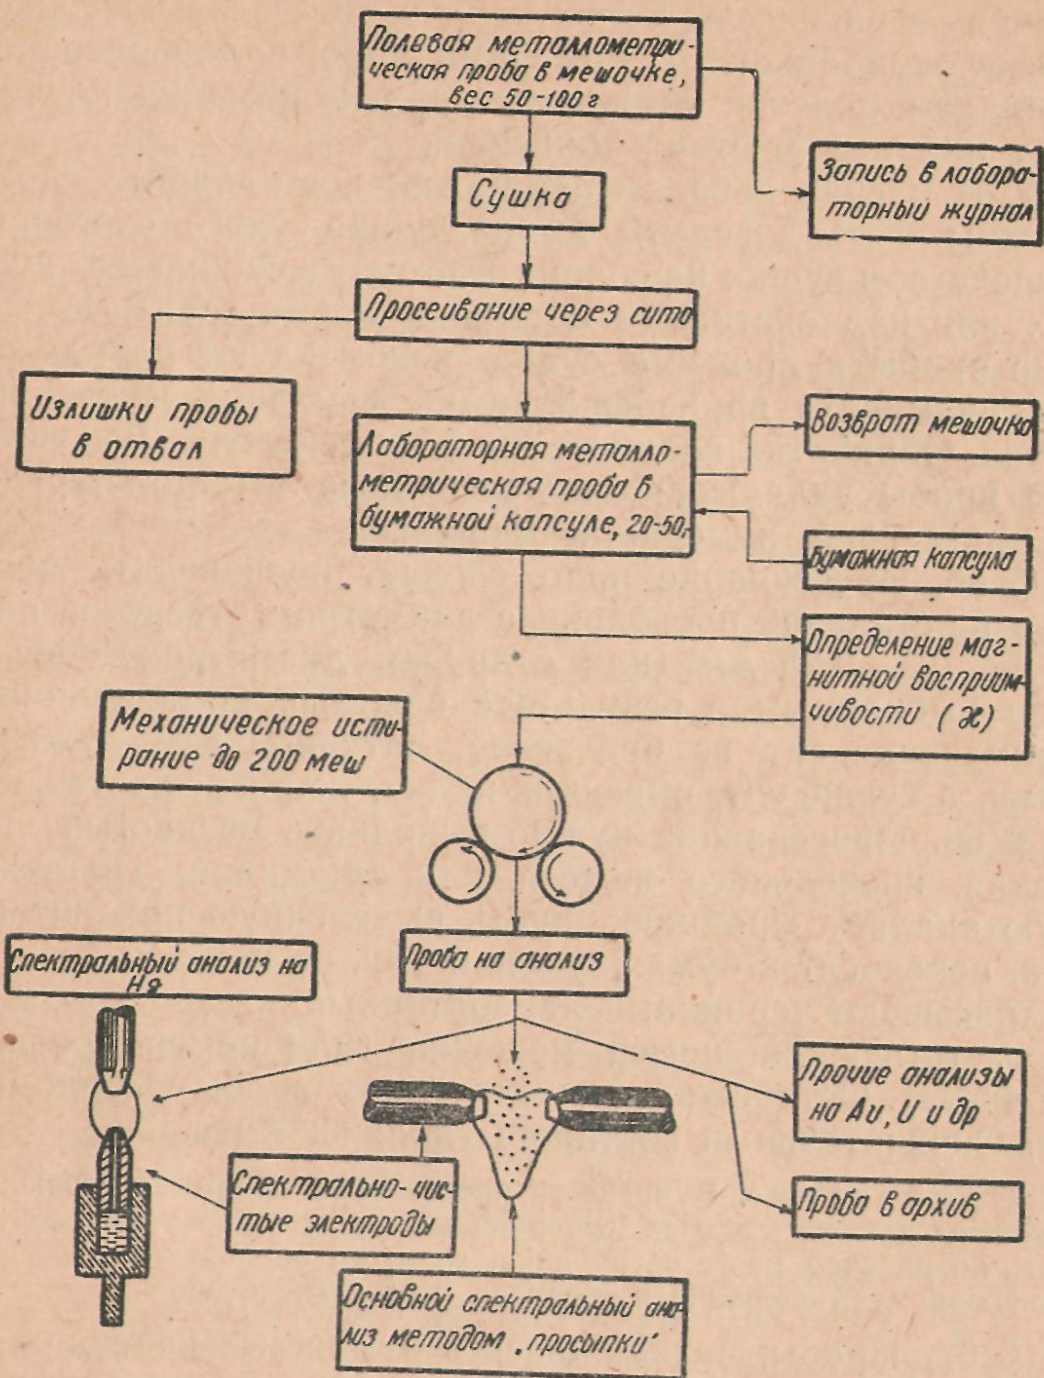 Полевая металлометри-
ческая проба в мешочке,
вес 50-100 г
Запись в лабора-
торный журнал
Сушка
Просеивание через сито
Излишки пробы
в отвал
Возврат мешочка
Лабораторная металло-
метрическая проба в
бумажной капсуле, 20-50г
Бумажная капсула
Определение маг-
нитной восприим-
чивости (æ)
Механическое исти-
рание до 200 меш
Спектральный анализ на
Hg
Проба на анализ
Прочие анализы
на Au, U и др
Спектрально-чис-
тые электроды
Проба в архив
Основной спектральный ана-
лиз методом „просыпки“